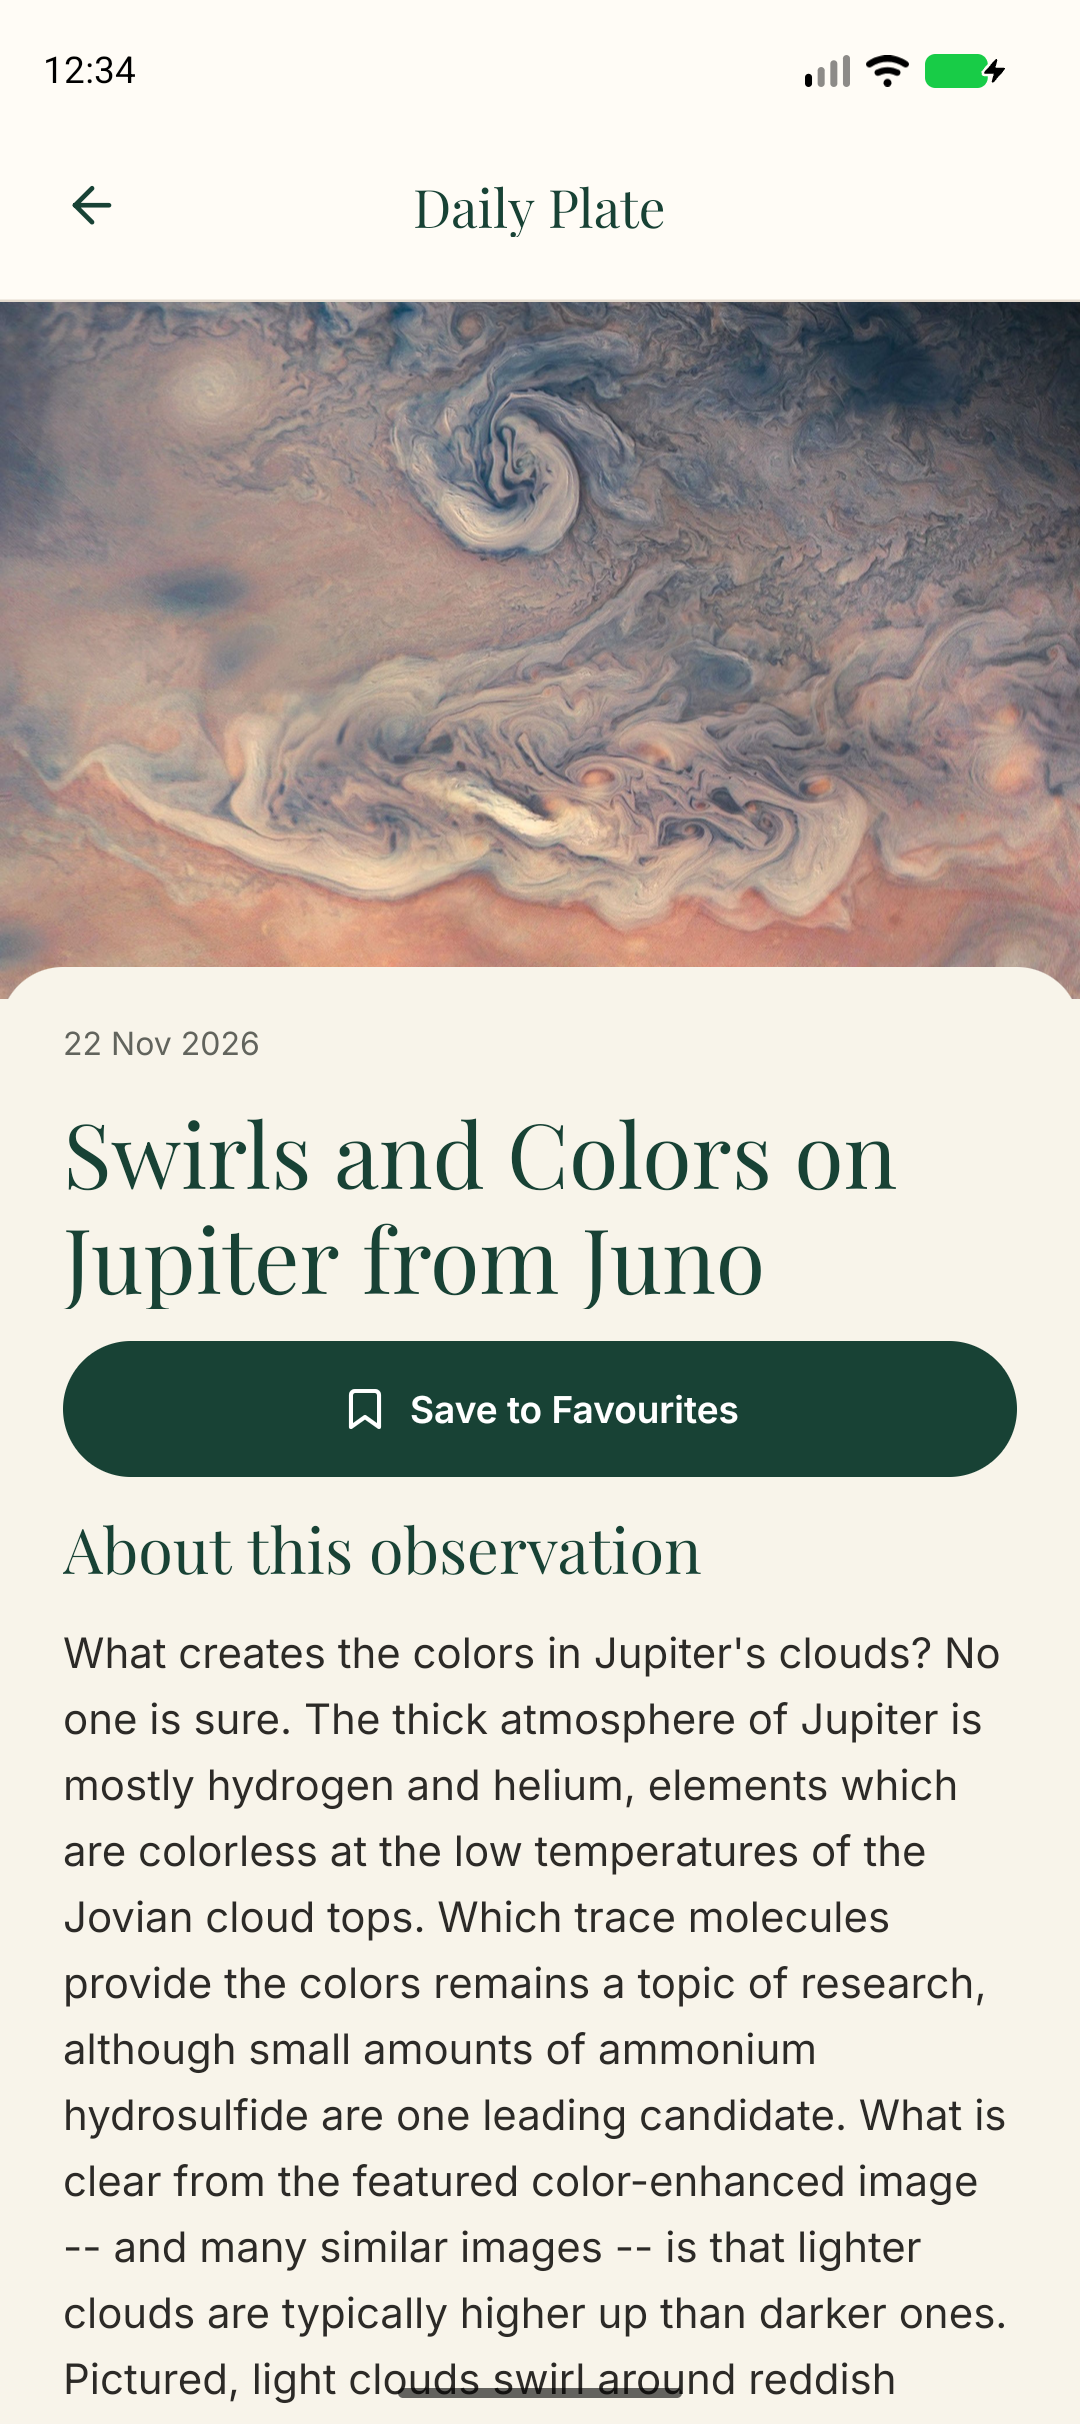 12:34
Daily Plate
22 Nov 2026
Swirls and Colors on
Jupiter from Juno
Save to Favourites
About this observation
What creates the colors in Jupiter's clouds? No
one is sure. The thick atmosphere of Jupiter is
mostly hydrogen and helium, elements which
are colorless at the low temperatures of the
Jovian cloud tops. Which trace molecules
provide the colors remains a topic of research,
although small amounts of ammonium
hydrosulfide are one leading candidate. What is
clear from the featured color-enhanced image
-- and many similar images -- is that lighter
clouds are typically higher up than darker ones.
Pictured, light clouds swirl around reddish